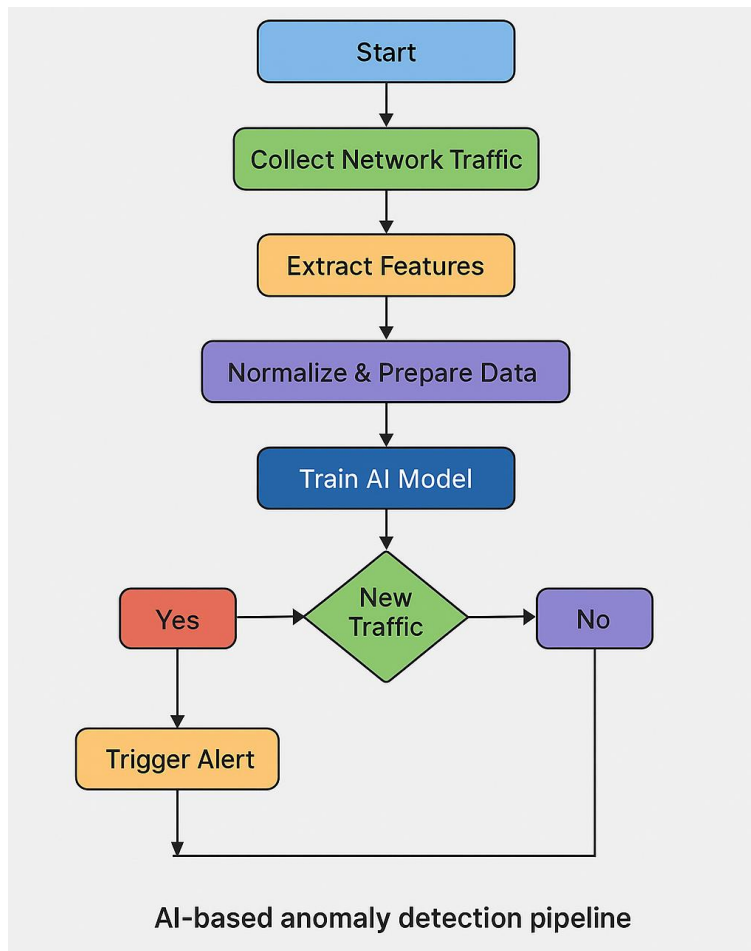 Start
Collect Network Traffic
Extract Features
Normalize & Prepare Data
Train AI Model
New
Traffic
Yes
No
Trigger Alert
AI-based anomaly detection pipeline